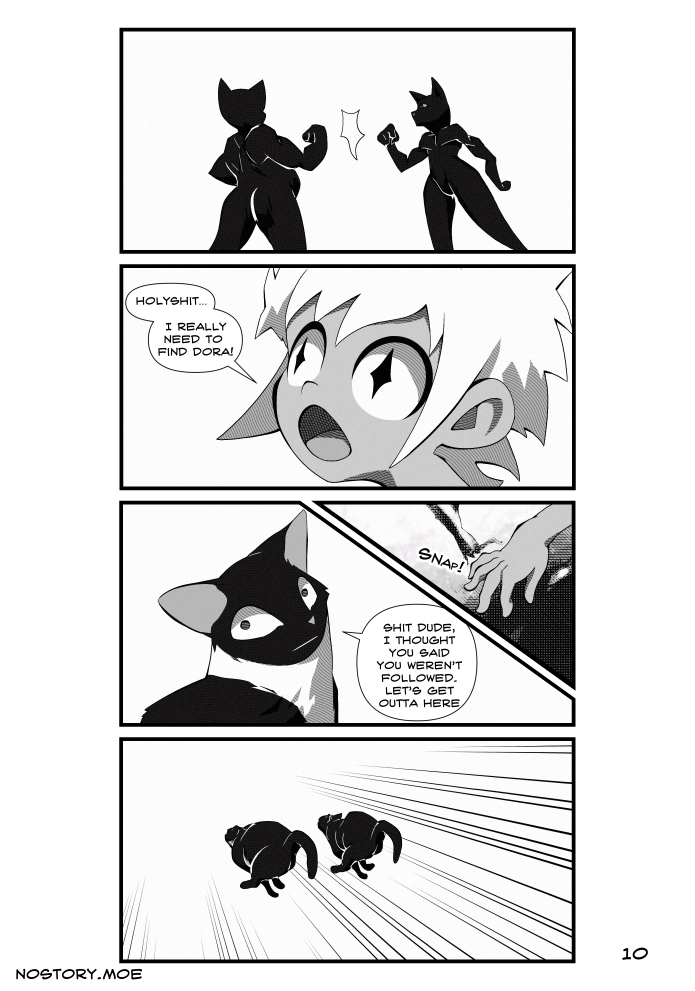 HOLYSHIT...
I REALLY
NEED TO
FIND DORA!
SNAP!
SHIT DUDE,
I THOUGHT
YOU SAID
YOU WEREN'T
FOLLOWED.
LET'S GET
OUTTA HERE
10
NOSTORY.MOE